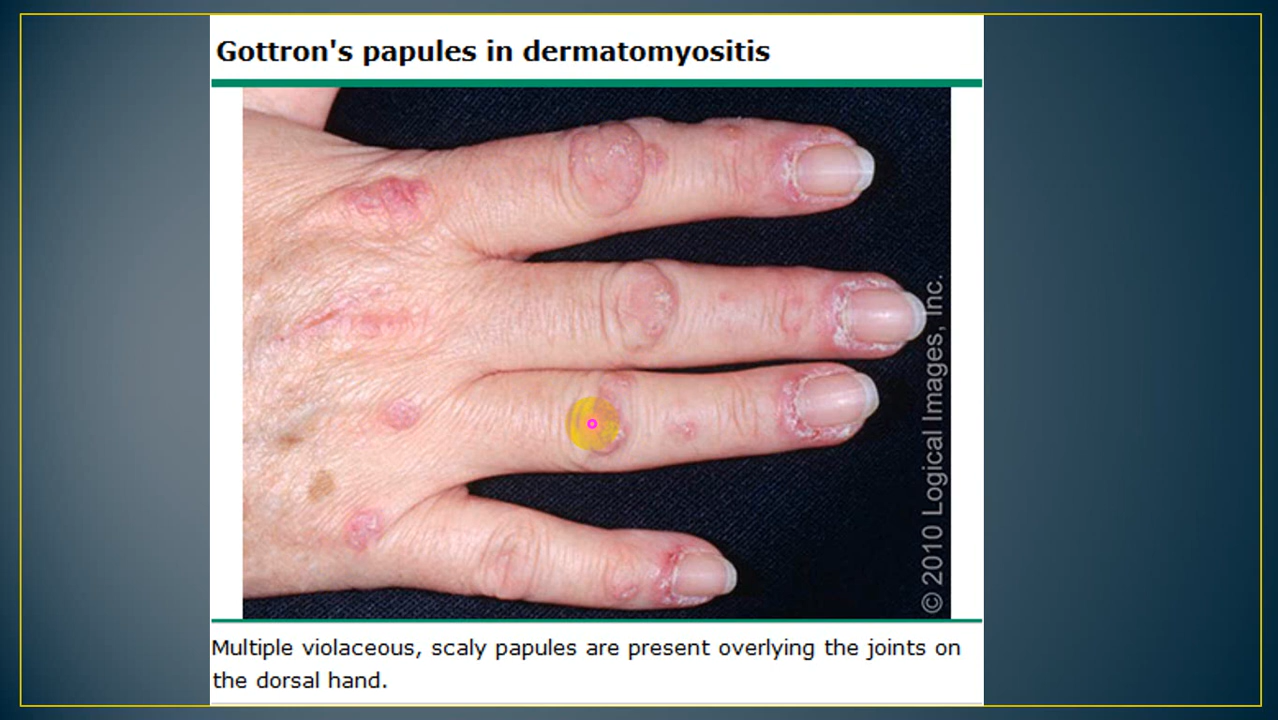 Gottron's papules in dermatomyositis
© 2010 Logical Images, Inc.
Multiple violaceous, scaly papules are present overlying the joints on
the dorsal hand.